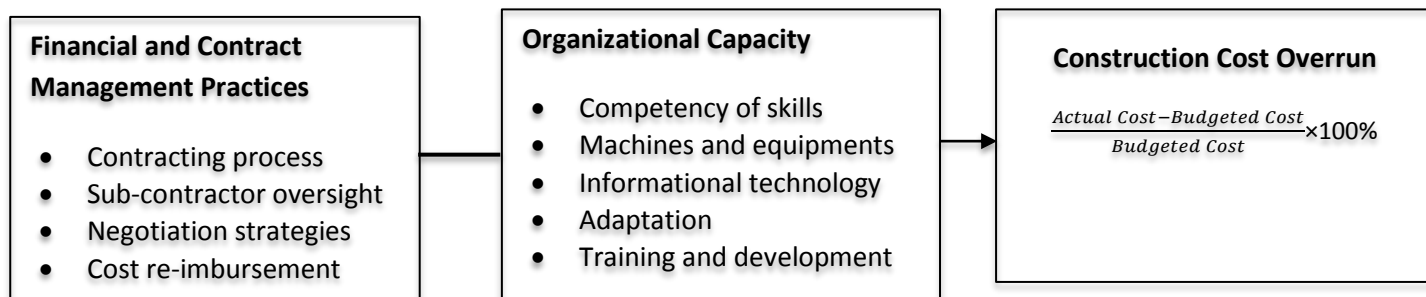 Financial and Contract
Management Practices
• Contracting process
• Sub-contractor oversight
• Negotiation strategies
• Cost re-imbursement
Organizational Capacity
• Competency of skills
• Machines and equipments
• Informational technology
• Adaptation
• Training and development
Construction Cost Overrun
Actual Cost−Budgeted Cost
×100%
Budgeted Cost